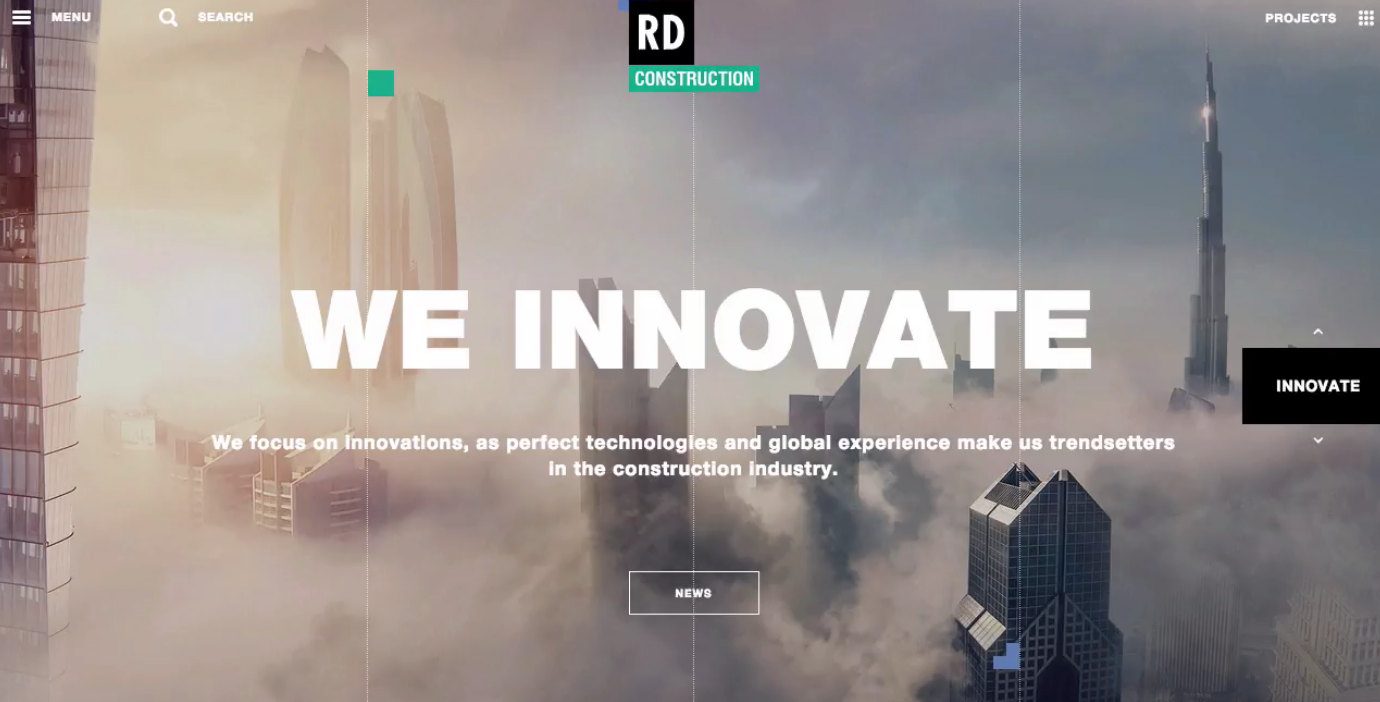 MENU
SEARCH
RD
CONSTRUCTION
PROJECTS
WE INNOVATE
INNOVATE
We focus on innovations, as perfect technologies and global experience make us trendsetters
in the construction industry.
NEWS